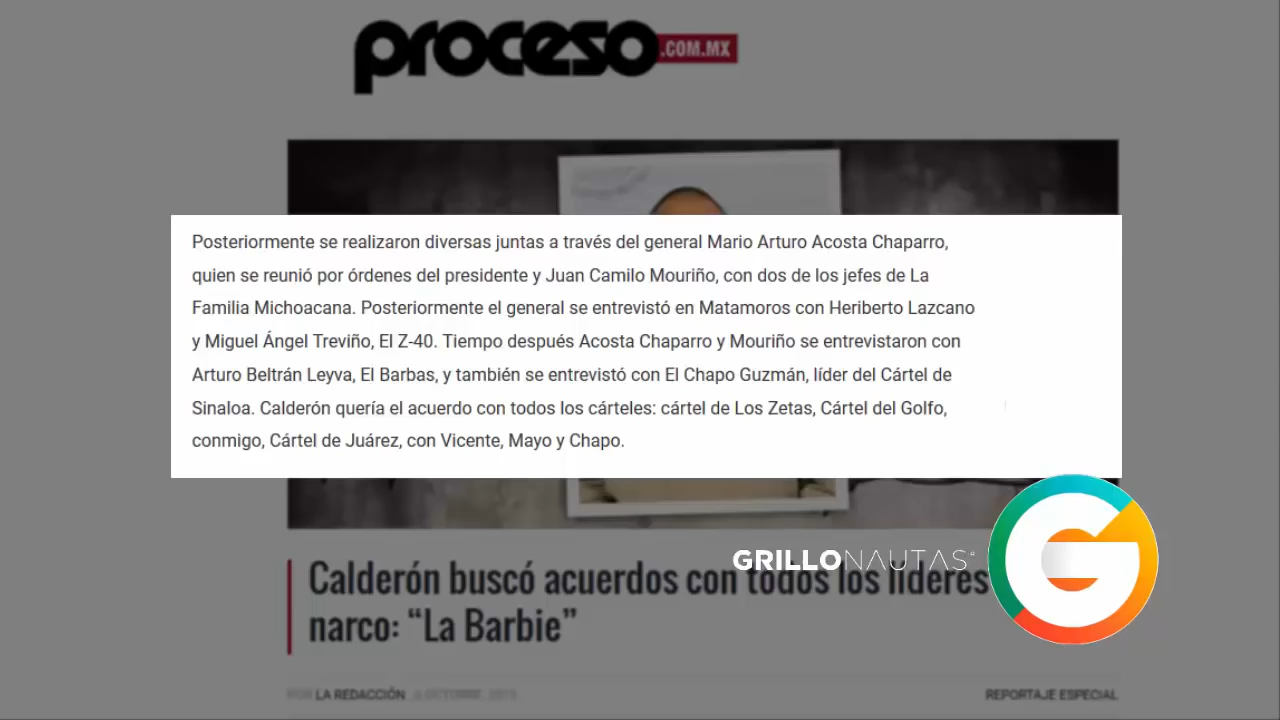 proceso
.COM.MX
Posteriormente se realizaron diversas juntas a través del general Mario Arturo Acosta Chaparro,
quien se reunió por órdenes del presidente y Juan Camilo Mouriño, con dos de los jefes de La
Familia Michoacana. Posteriormente el general se entrevistó en Matamoros con Heriberto Lazcano
y Miguel Ángel Treviño, El Z-40. Tiempo después Acosta Chaparro y Mouriño se entrevistaron con
Arturo Beltrán Leyva, El Barbas, y también se entrevistó con El Chapo Guzmán, líder del Cártel de
Sinaloa. Calderón quería el acuerdo con todos los cárteles: cártel de Los Zetas, Cártel del Golfo,
conmigo, Cártel de Juárez, con Vicente, Mayo y Chapo.
GRILLONAUTAS
G
Calderón buscó acuerdos con todos los líderes
narco: “La Barbie”
POR LA REDACCIÓN
REPORTAJE ESPECIAL